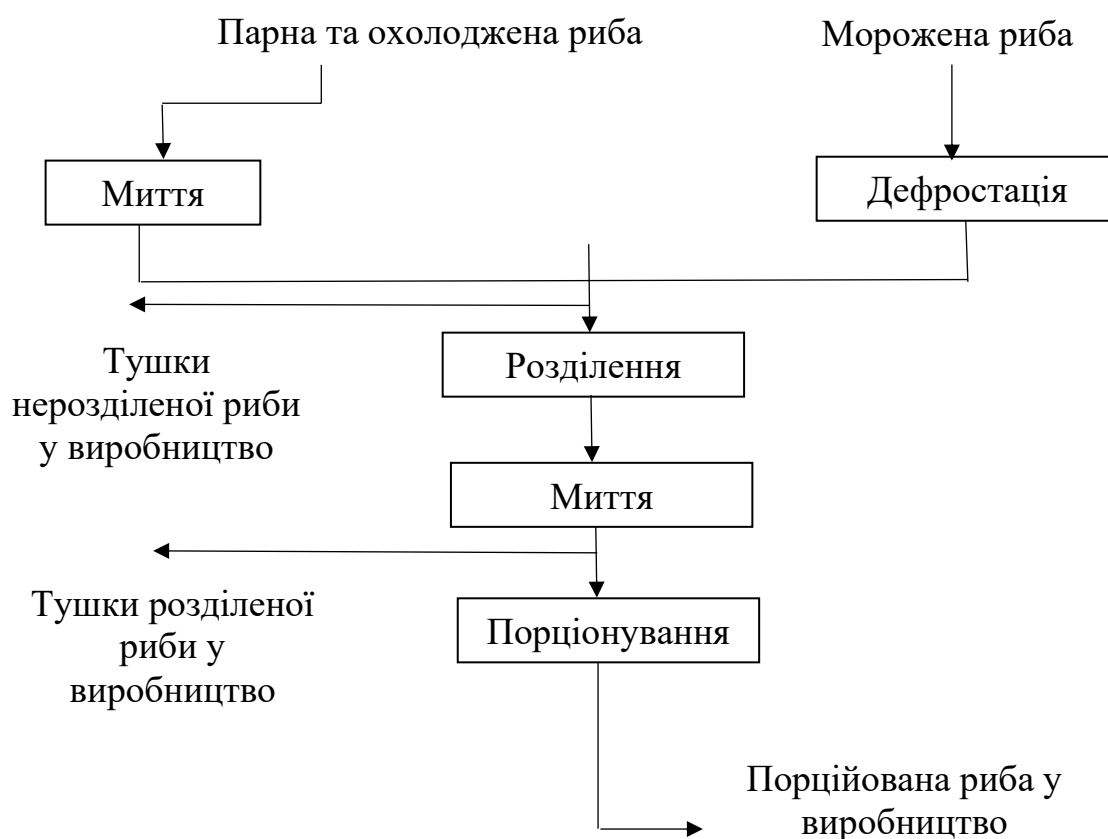 Парна та охолоджена риба
Морожена риба
Миття
Дефростація
Тушки
нерозділеної риби
у виробництво
Розділення
Миття
Тушки розділеної
риби у
виробництво
Порціонування
Порційована риба у
виробництво